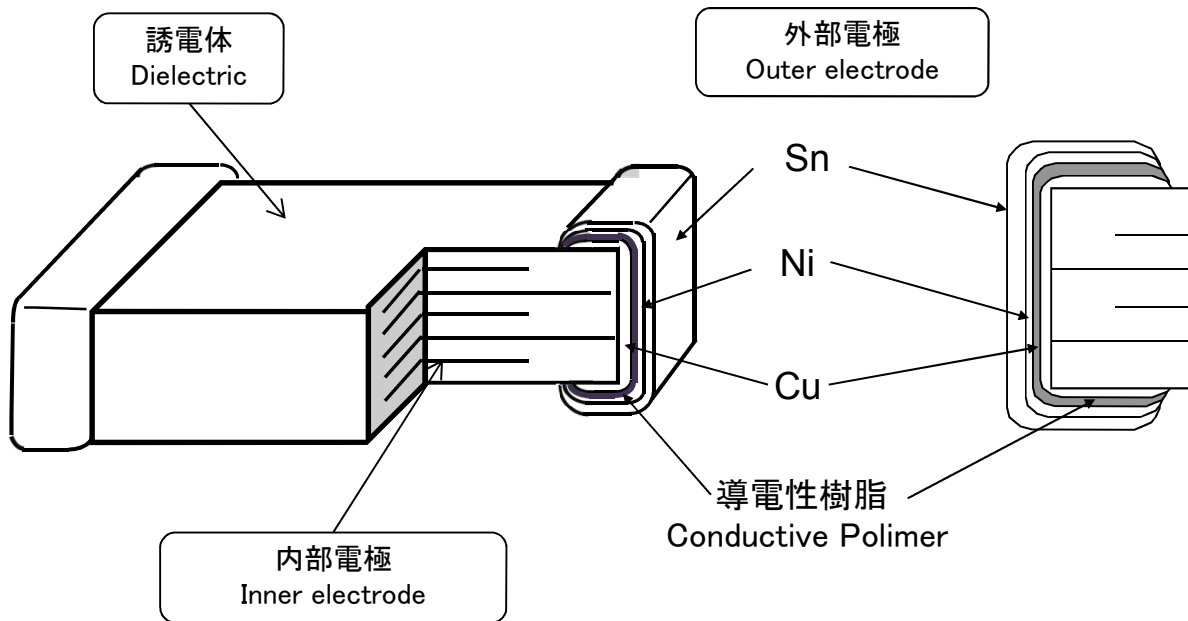 誘電体
Dielectric
外部電極
Outer electrode
Sn
Ni
Cu
導電性樹脂
Conductive Polimer
内部電極
Inner electrode